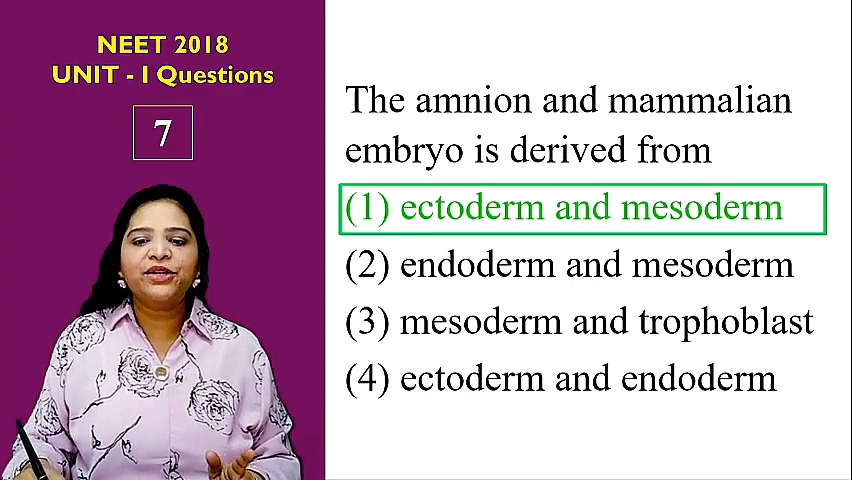 NEET 2018
UNIT - I Questions
7
The amnion and mammalian
embryo is derived from
(1) ectoderm and mesoderm
(2) endoderm and mesoderm
(3) mesoderm and trophoblast
(4) ectoderm and endoderm